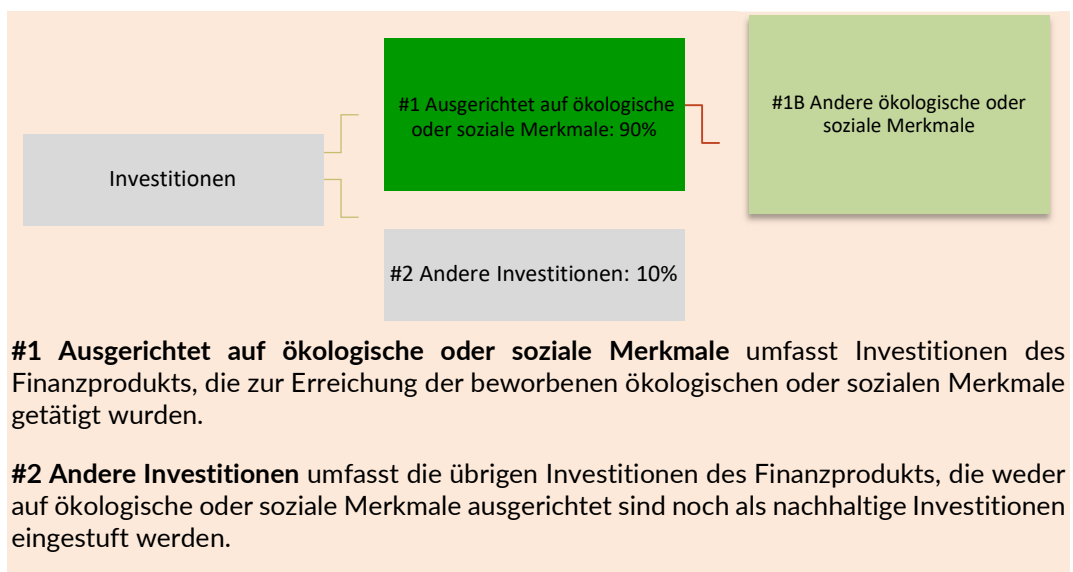 #1 Ausgerichtet auf ökologische
oder soziale Merkmale: 90%
#1B Andere ökologische oder
soziale Merkmale
Investitionen
#2 Andere Investitionen: 10%
#1 Ausgerichtet auf ökologische oder soziale Merkmale umfasst Investitionen des
Finanzprodukts, die zur Erreichung der beworbenen ökologischen oder sozialen Merkmale
getätigt wurden.
#2 Andere Investitionen umfasst die übrigen Investitionen des Finanzprodukts, die weder
auf ökologische oder soziale Merkmale ausgerichtet sind noch als nachhaltige Investitionen
eingestuft werden.